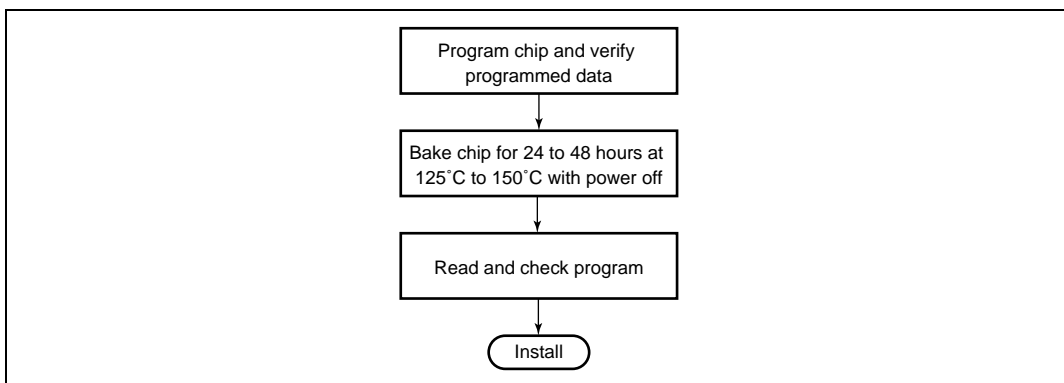 Program chip and verify
programmed data
Bake chip for 24 to 48 hours at
125˚C to 150˚C with power off
Read and check program
Install